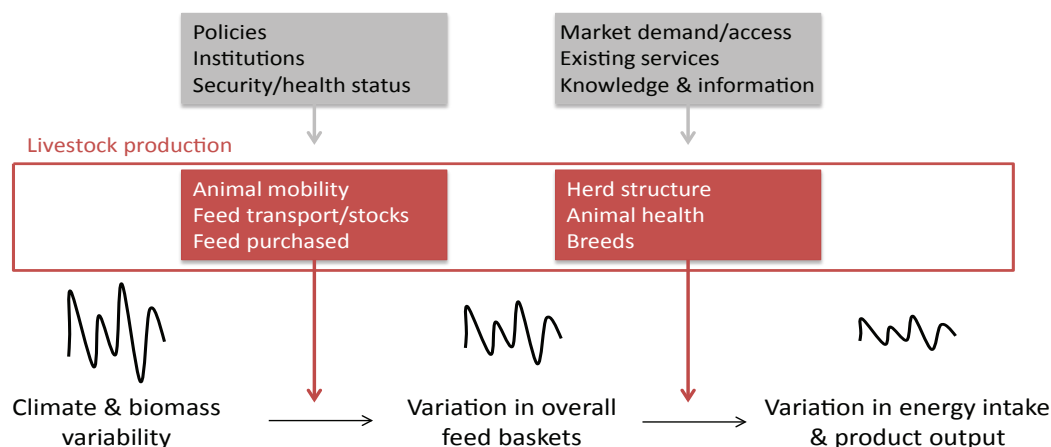 Policies
Institutions
Security/health status
Market demand/access
Existing services
Knowledge & information
Livestock production
Animal mobility
Feed transport/stocks
Feed purchased
Herd structure
Animal health
Breeds
Climate & biomass
variability
Variation in overall
feed baskets
Variation in energy intake
& product output